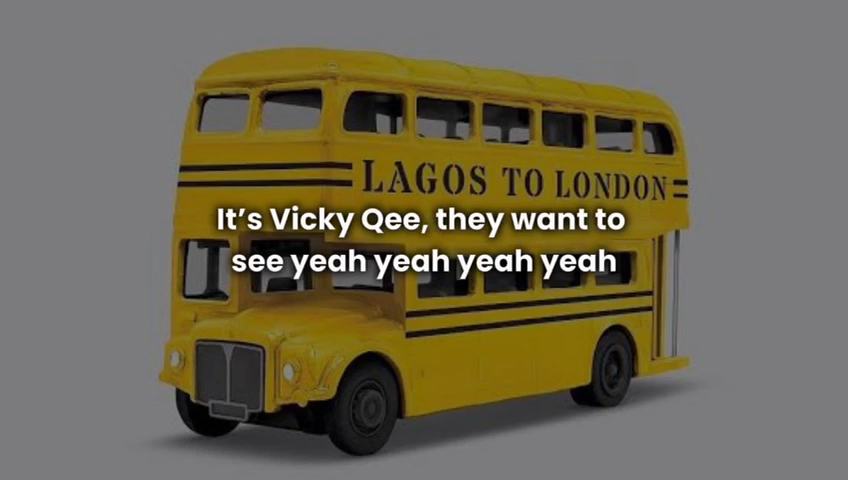 LAGOS TO LONDON
It’s Vicky Qee, they want to
see yeah yeah yeah yeah